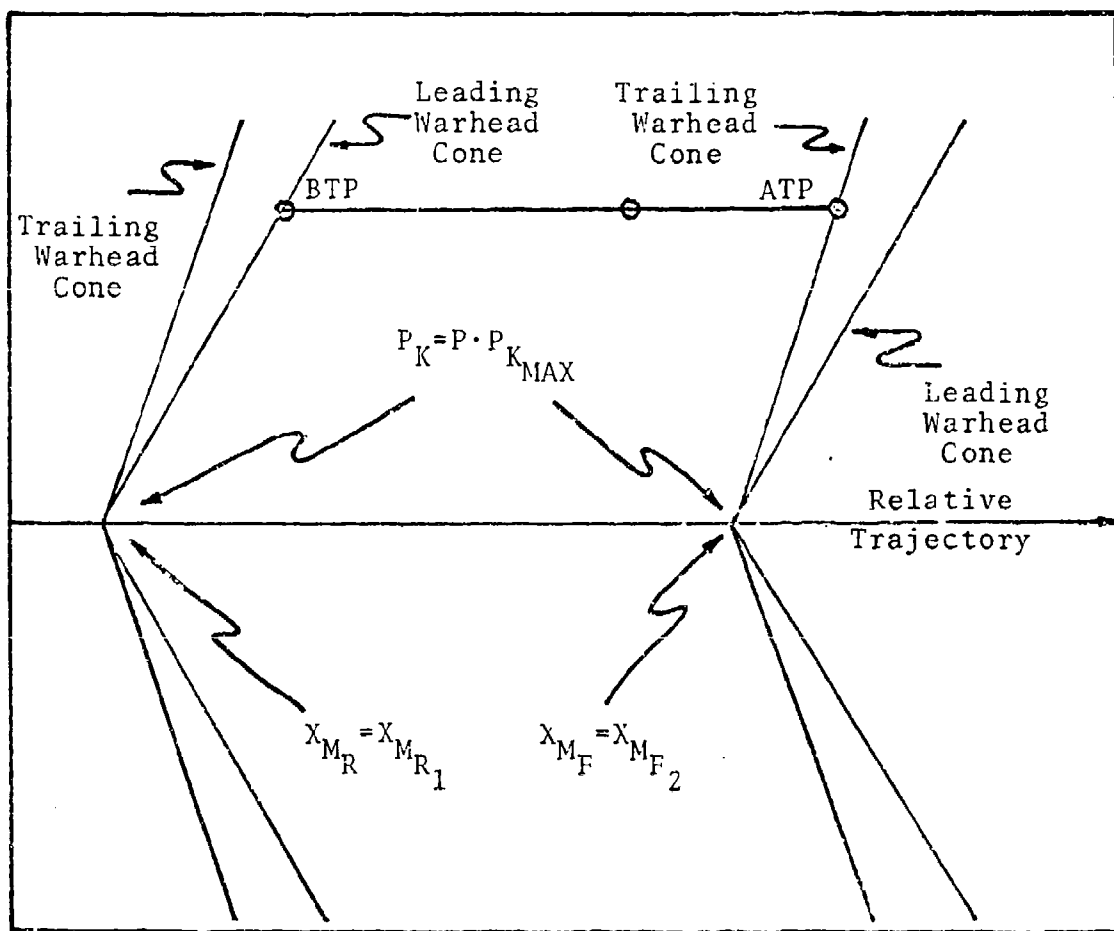 Leading
Warhead
Cone
Trailing
Warhead
Cone
BTP
ATP
Trailing
Warhead
Cone
P_K=P·P_K_MAX
Leading
Warhead
Cone
Relative
Trajectory
X_M_R=X_M_R_1
X_M_F=X_M_F_2